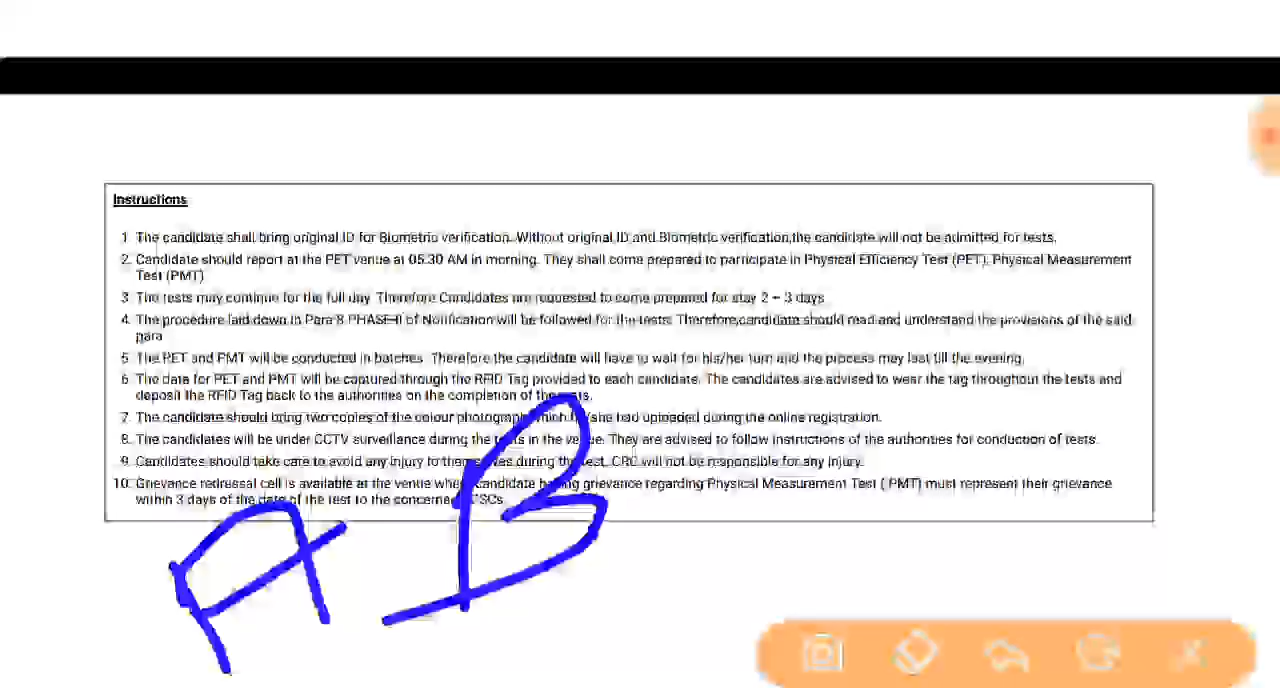 Instructions
1 The candidate shall bring original ID for Biometric verification. Without original ID and Biometric verification,the candidate will not be admitted for tests.
2. Candidate should report at the PET venue at 05.30 AM in morning. They shall come prepared to participate in Physical Efficiency Test (PET), Physical Measurement
Test (PMT)
3 The tests may continue for the full day. Therefore Candidates are requested to come prepared for stay 2 – 3 days
4 The procedure laid down in Para 8 PHASE-II of Notification will be followed for the tests. Therefore,candidate should read and understand the provisions of the said
para
5 The PET and PMT will be conducted in batches. Therefore the candidate will have to wait for his/her turn and the process may last till the evening.
6 The data for PET and PMT will be captured through the RFID Tag provided to each candidate. The candidates are advised to wear the tag throughout the tests and
deposit the RFID Tag back to the authorities on the completion of the
7 The candidate should bring two copies of the colour photograph which had uploaded during the online registration.
8. The candidates will be under CCTV surveillance during the in the They are advised to follow instructions of the authorities for conduction of tests.
9 Candidates should take care to avoid any injury to during the test. will not be responsible for any injury.
10. Grievance redressal cell is available at the venue candidate grievance regarding Physical Measurement Test ( PMT) must represent their grievance
within 3 days of the date of the test to the
A B